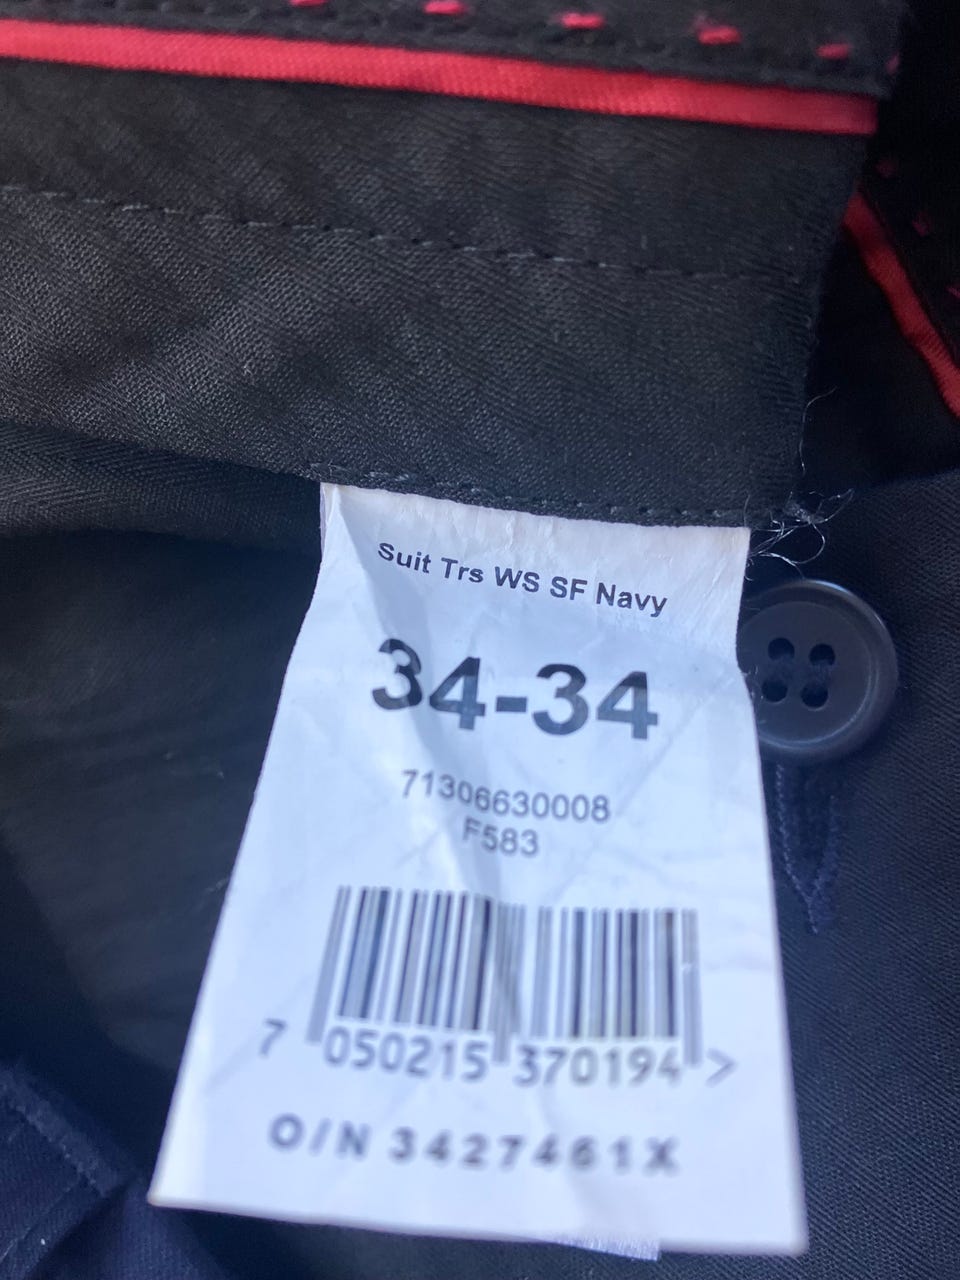 Suit Trs WS SF Navy
34-34
71306630008
F583
7 050215 370194 >
O/N 3427461X